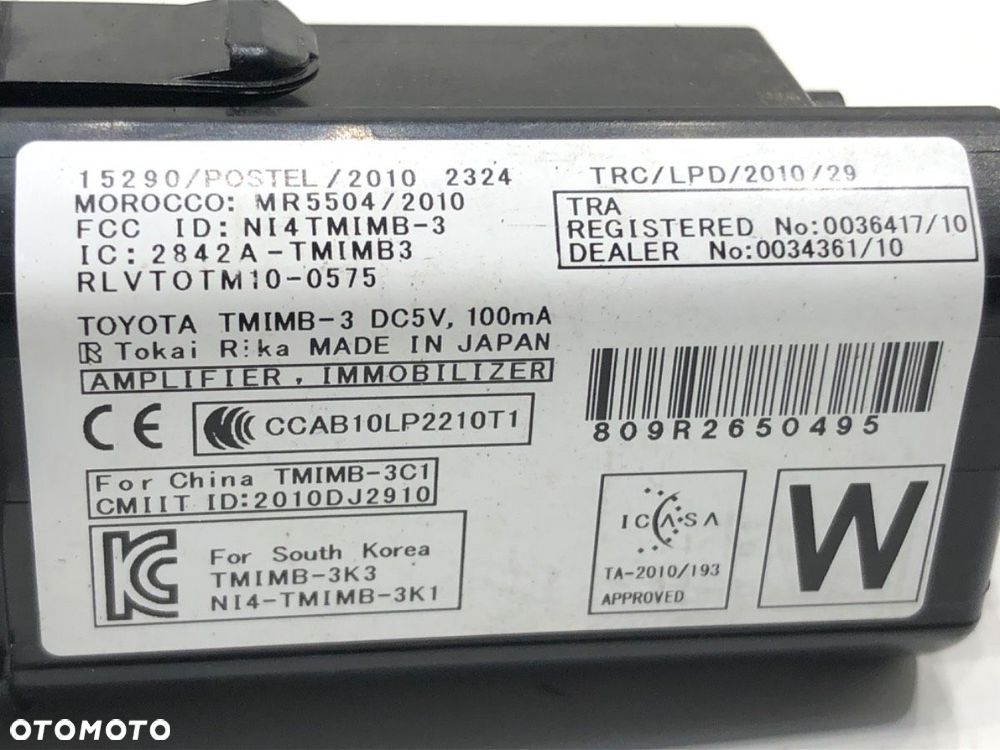 15290/POSTEL/2010 2324
MOROCCO: MR5504/2010
FCC ID: NI4TMIMB-3
IC:2842A-TMIMB3
RLVTOTM10-0575
TRC/LPD/2010/29
TRA
REGISTERED No:0036417/10
DEALER No:0034361/10
TOYOTA TMIMB-3 DC5V, 100mA
Tokai Rika MADE IN JAPAN
AMPLIFIER, IMMOBILIZER
CE
CCAB10LP2210T1
809R2650495
For China TMIMB-3C1
CMIIT ID:2010DJ2910
KC
For South Korea
TMIMB-3K3
NI4-TMIMB-3K1
ICASA
TA-2010/193
APPROVED
W
OTOMOTO